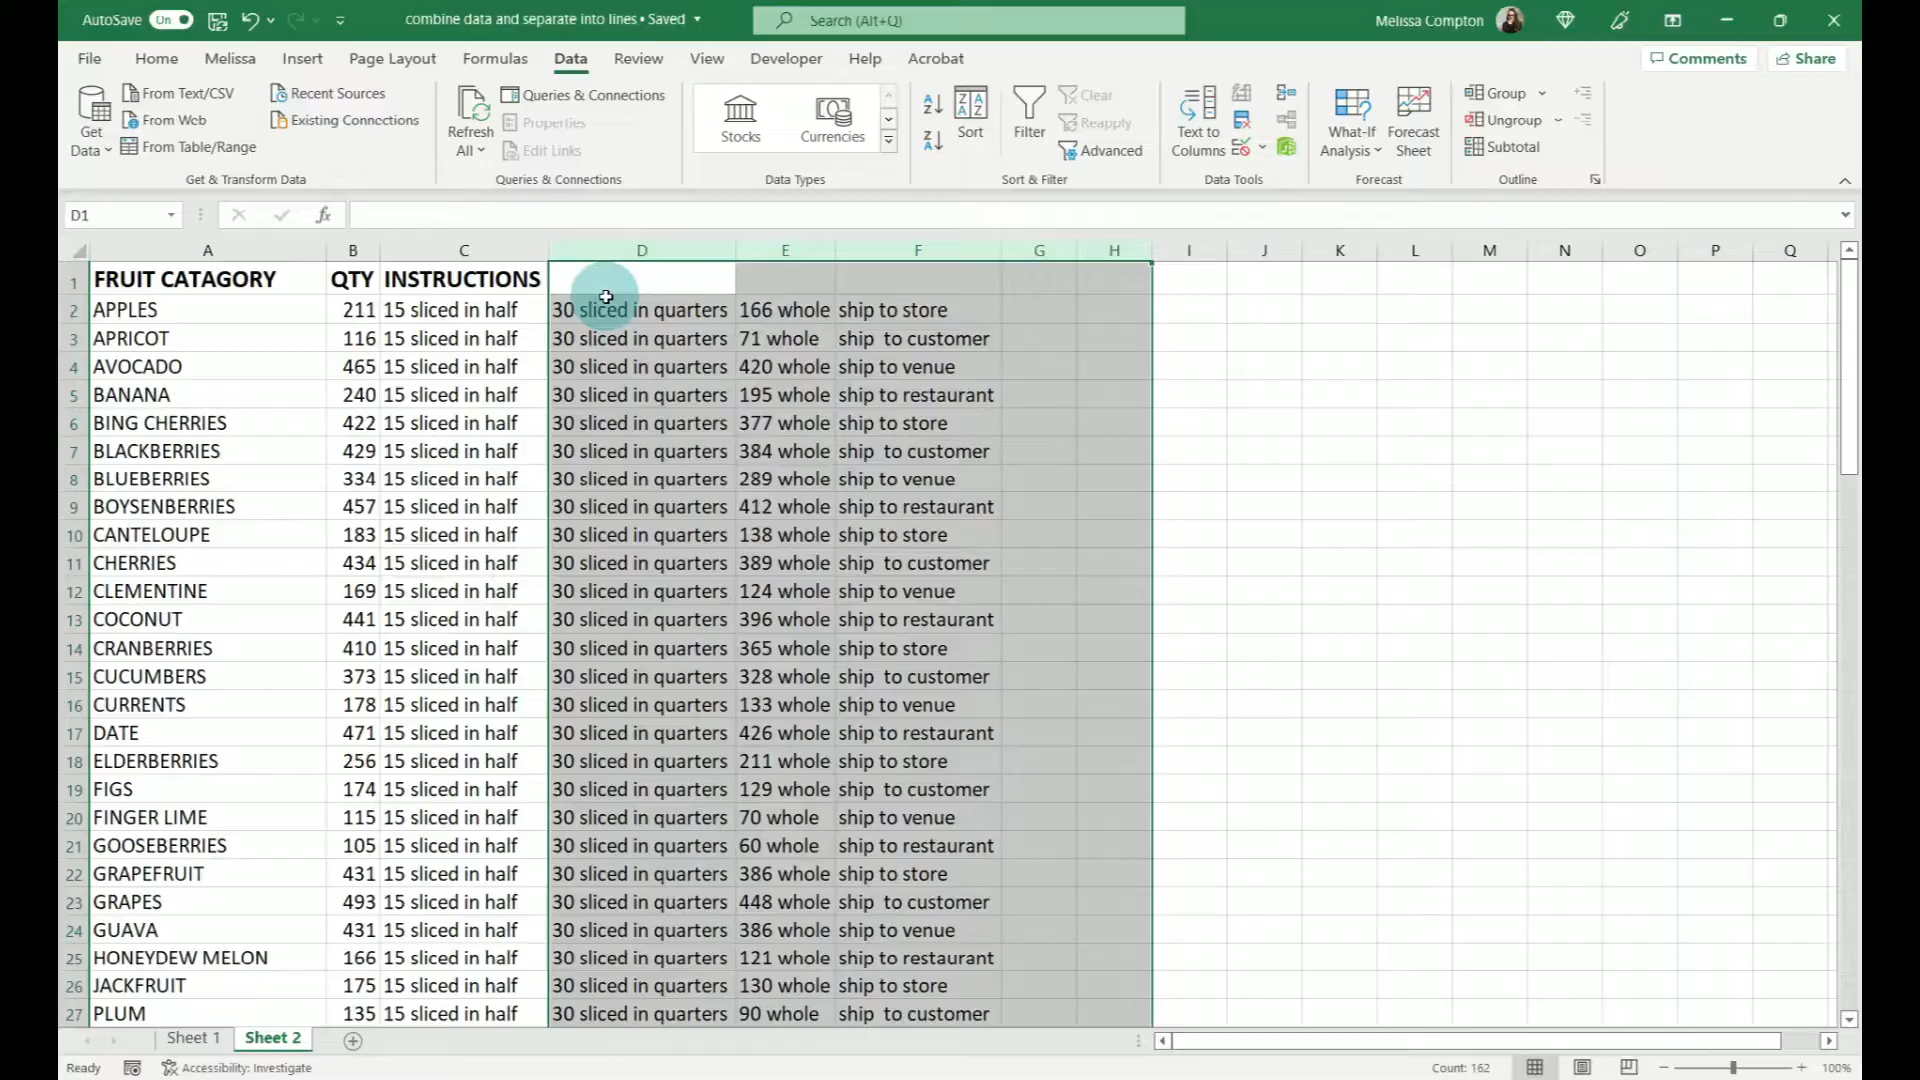 AutoSave On combine data and separate into lines • Saved Search (Alt+Q) Melissa Compton
File Home Melissa Insert Page Layout Formulas Data Review View Developer Help Acrobat Comments Share
Get Data From Text/CSV From Web From Table/Range Recent Sources Existing Connections
Get & Transform Data
Refresh All Queries & Connections Properties Edit Links
Queries & Connections
Stocks Currencies
Data Types
Sort Filter Clear Reapply Advanced
Sort & Filter
Text to Columns
Data Tools
What-If Analysis Forecast Sheet
Forecast
Group Ungroup Subtotal
Outline
D1 fx
A B C D E F G H I J K L M N O P Q
1 FRUIT CATAGORY QTY INSTRUCTIONS
2 APPLES 211 15 sliced in half 30 sliced in quarters 166 whole ship to store
3 APRICOT 116 15 sliced in half 30 sliced in quarters 71 whole ship to customer
4 AVOCADO 465 15 sliced in half 30 sliced in quarters 420 whole ship to venue
5 BANANA 240 15 sliced in half 30 sliced in quarters 195 whole ship to restaurant
6 BING CHERRIES 422 15 sliced in half 30 sliced in quarters 377 whole ship to store
7 BLACKBERRIES 429 15 sliced in half 30 sliced in quarters 384 whole ship to customer
8 BLUEBERRIES 334 15 sliced in half 30 sliced in quarters 289 whole ship to venue
9 BOYSENBERRIES 457 15 sliced in half 30 sliced in quarters 412 whole ship to restaurant
10 CANTELOUPE 183 15 sliced in half 30 sliced in quarters 138 whole ship to store
11 CHERRIES 434 15 sliced in half 30 sliced in quarters 389 whole ship to customer
12 CLEMENTINE 169 15 sliced in half 30 sliced in quarters 124 whole ship to venue
13 COCONUT 441 15 sliced in half 30 sliced in quarters 396 whole ship to restaurant
14 CRANBERRIES 410 15 sliced in half 30 sliced in quarters 365 whole ship to store
15 CUCUMBERS 373 15 sliced in half 30 sliced in quarters 328 whole ship to customer
16 CURRENTS 178 15 sliced in half 30 sliced in quarters 133 whole ship to venue
17 DATE 471 15 sliced in half 30 sliced in quarters 426 whole ship to restaurant
18 ELDERBERRIES 256 15 sliced in half 30 sliced in quarters 211 whole ship to store
19 FIGS 174 15 sliced in half 30 sliced in quarters 129 whole ship to customer
20 FINGER LIME 115 15 sliced in half 30 sliced in quarters 70 whole ship to venue
21 GOOSEBERRIES 105 15 sliced in half 30 sliced in quarters 60 whole ship to restaurant
22 GRAPEFRUIT 431 15 sliced in half 30 sliced in quarters 386 whole ship to store
23 GRAPES 493 15 sliced in half 30 sliced in quarters 448 whole ship to customer
24 GUAVA 431 15 sliced in half 30 sliced in quarters 386 whole ship to venue
25 HONEYDEW MELON 166 15 sliced in half 30 sliced in quarters 121 whole ship to restaurant
26 JACKFRUIT 175 15 sliced in half 30 sliced in quarters 130 whole ship to store
27 PLUM 135 15 sliced in half 30 sliced in quarters 90 whole ship to customer
Sheet 1 Sheet 2
Ready Accessibility: Investigate Count: 162 100%